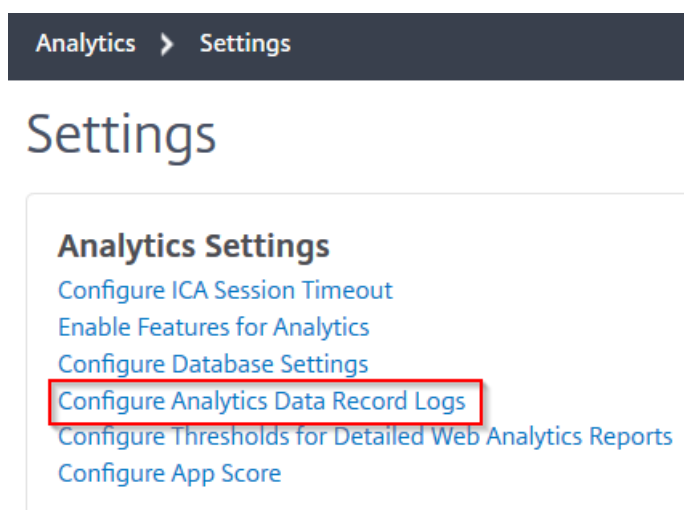 Analytics > Settings
Settings
Analytics Settings
Configure ICA Session Timeout
Enable Features for Analytics
Configure Database Settings
Configure Analytics Data Record Logs
Configure Thresholds for Detailed Web Analytics Reports
Configure App Score